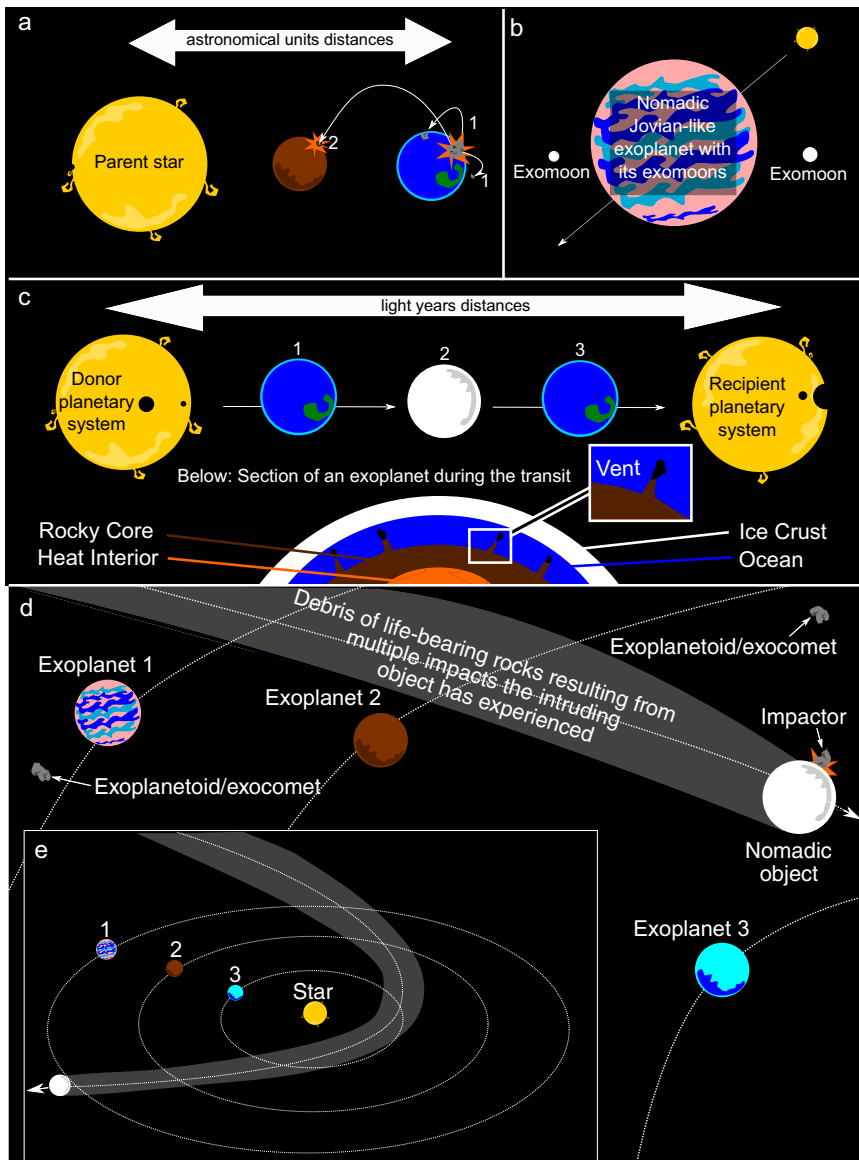 a
astronomical units distances
Parent star
2
1
1
b
Nomadic
Jovian-like
exoplanet with
its exomoons
Exomoon
Exomoon
c
light years distances
1
2
3
Donor
planetary
system
Recipient
planetary
system
Below: Section of an exoplanet during the transit
Vent
Rocky Core
Heat Interior
Ice Crust
Ocean
d
Debris of life-bearing rocks resulting from
multiple impacts the intruding
object has experienced
Exoplanetoid/exocomet
Exoplanet 1
Exoplanet 2
Impactor
Exoplanetoid/exocomet
Nomadic
object
Exoplanet 3
e
1
2
3
Star